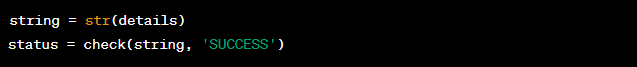 string = str(details)
status = check(string, 'SUCCESS')